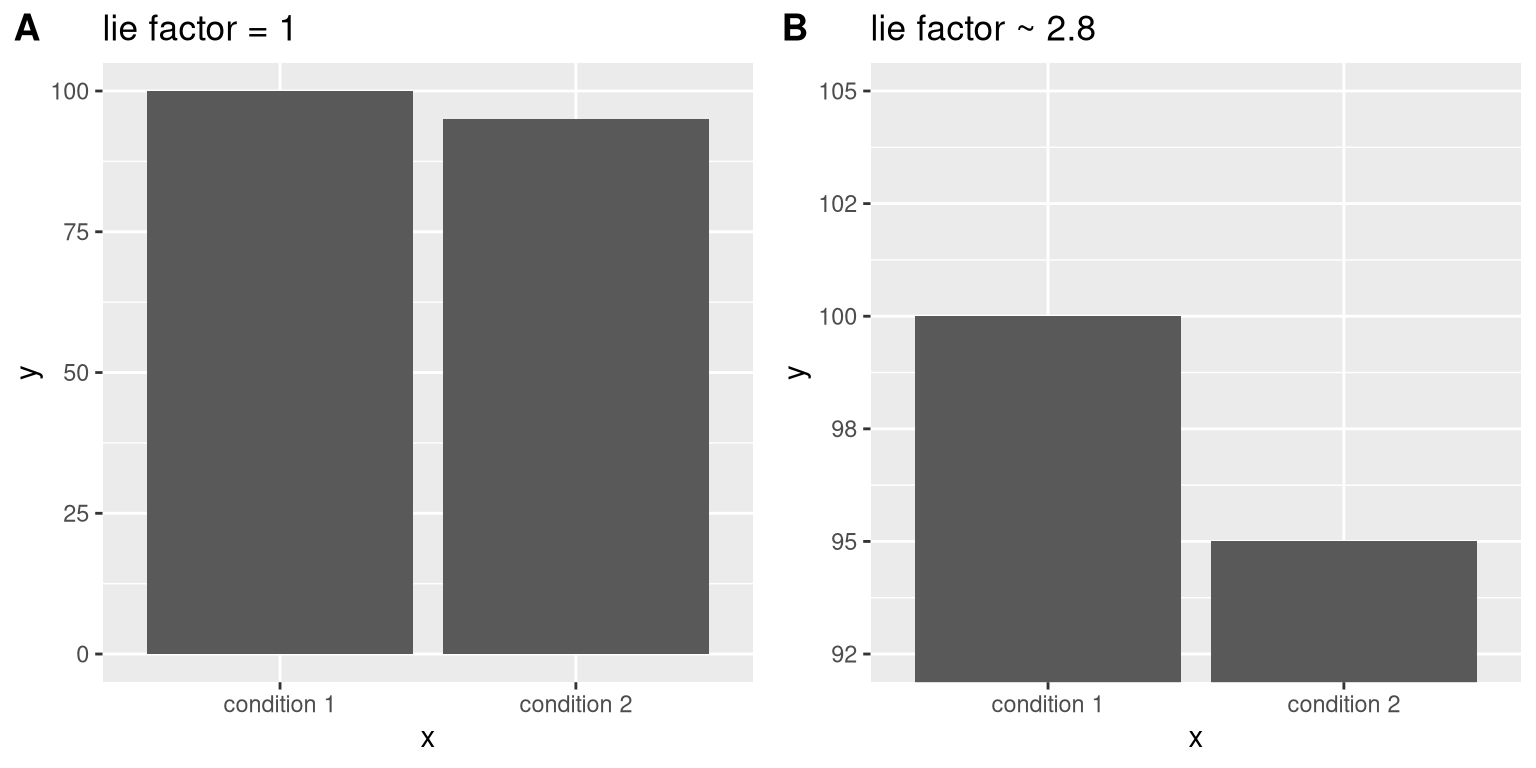 A lie factor = 1
100
75
50
25
0
y
condition 1 condition 2
x
B lie factor ~ 2.8
105
102
100
98
95
92
y
condition 1 condition 2
x